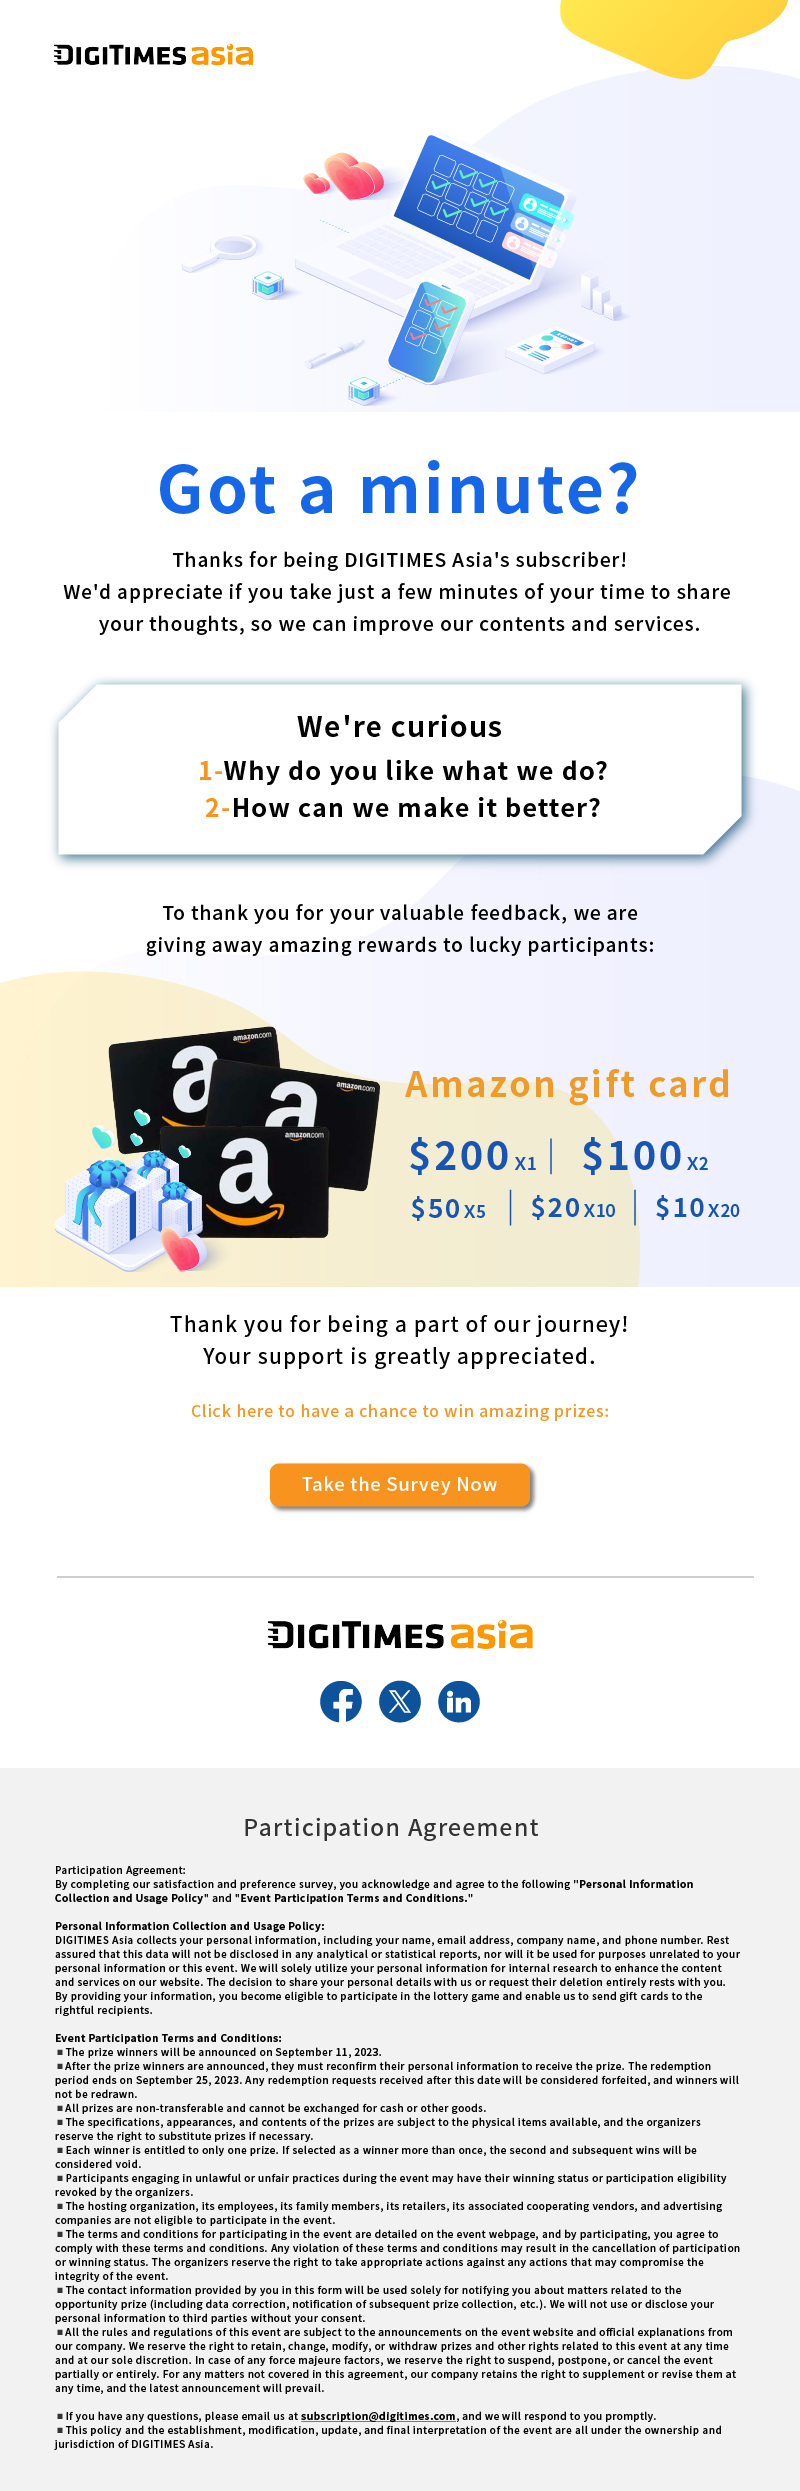 DIGITIMES asia
Got a minute?
Thanks for being DIGITIMES Asia's subscriber!
We'd appreciate if you take just a few minutes of your time to share
your thoughts, so we can improve our contents and services.
We're curious
1-Why do you like what we do?
2-How can we make it better?
To thank you for your valuable feedback, we are
giving away amazing rewards to lucky participants:
amazon.com
amazon.com
amazon.com
Amazon gift card
$200 X1 $100 X2
$50 X5 $20 X10 $10 X20
Thank you for being a part of our journey!
Your support is greatly appreciated.
Click here to have a chance to win amazing prizes:
Take the Survey Now
DIGITIMES asia
Participation Agreement
Participation Agreement:
By completing our satisfaction and preference survey, you acknowledge and agree to the following "Personal Information
Collection and Usage Policy" and "Event Participation Terms and Conditions."
Personal Information Collection and Usage Policy:
DIGITIMES Asia collects your personal information, including your name, email address, company name, and phone number. Rest
assured that this data will not be disclosed in any analytical or statistical reports, nor will it be used for purposes unrelated to your
personal information or this event. We will solely utilize your personal information for internal research to enhance the content
and services on our website. The decision to share your personal details with us or request their deletion entirely rests with you.
By providing your information, you become eligible to participate in the lottery game and enable us to send gift cards to the
rightful recipients.
Event Participation Terms and Conditions:
■The prize winners will be announced on September 11, 2023.
■After the prize winners are announced, they must reconfirm their personal information to receive the prize. The redemption
period ends on September 25, 2023. Any redemption requests received after this date will be considered forfeited, and winners will
not be redrawn.
■All prizes are non-transferable and cannot be exchanged for cash or other goods.
■The specifications, appearances, and contents of the prizes are subject to the physical items available, and the organizers
reserve the right to substitute prizes if necessary.
■Each winner is entitled to only one prize. If selected as a winner more than once, the second and subsequent wins will be
considered void.
■Participants engaging in unlawful or unfair practices during the event may have their winning status or participation eligibility
revoked by the organizers.
■The hosting organization, its employees, its family members, its retailers, its associated cooperating vendors, and advertising
companies are not eligible to participate in the event.
■The terms and conditions for participating in the event are detailed on the event webpage, and by participating, you agree to
comply with these terms and conditions. Any violation of these terms and conditions may result in the cancellation of participation
or winning status. The organizers reserve the right to take appropriate actions against any actions that may compromise the
integrity of the event.
■The contact information provided by you in this form will be used solely for notifying you about matters related to the
opportunity prize (including data correction, notification of subsequent prize collection, etc.). We will not use or disclose your
personal information to third parties without your consent.
■All the rules and regulations of this event are subject to the announcements on the event website and official explanations from
our company. We reserve the right to retain, change, modify, or withdraw prizes and other rights related to this event at any time
and at our sole discretion. In case of any force majeure factors, we reserve the right to suspend, postpone, or cancel the event
partially or entirely. For any matters not covered in this agreement, our company retains the right to supplement or revise them at
any time, and the latest announcement will prevail.
■If you have any questions, please email us at subscription@digitimes.com, and we will respond to you promptly.
■This policy and the establishment, modification, update, and final interpretation of the event are all under the ownership and
jurisdiction of DIGITIMES Asia.